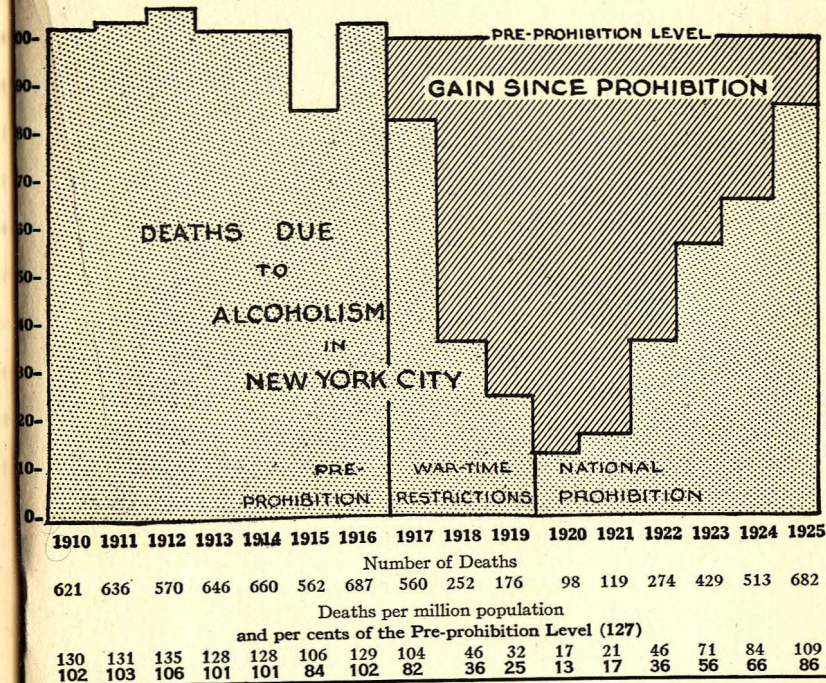 PRE-PROHIBITION LEVEL
GAIN SINCE PROHIBITION
90-
80-
70-
60-
50-
40-
30-
20-
10-
0-
DEATHS DUE
TO
ALCOHOLISM
IN
NEW YORK CITY
PRE-
PROHIBITION
WAR-TIME
RESTRICTIONS
NATIONAL
PROHIBITION
1910 1911 1912 1913 1914 1915 1916 1917 1918 1919 1920 1921 1922 1923 1924 1925
Number of Deaths
621 636 570 646 660 562 687 560 252 176 98 119 274 429 513 682
Deaths per million population
and per cents of the Pre-prohibition Level (127)
130 131 135 128 128 106 129 104 46 32 17 21 46 71 84 109
102 103 106 101 101 84 102 82 36 25 13 17 36 56 66 86